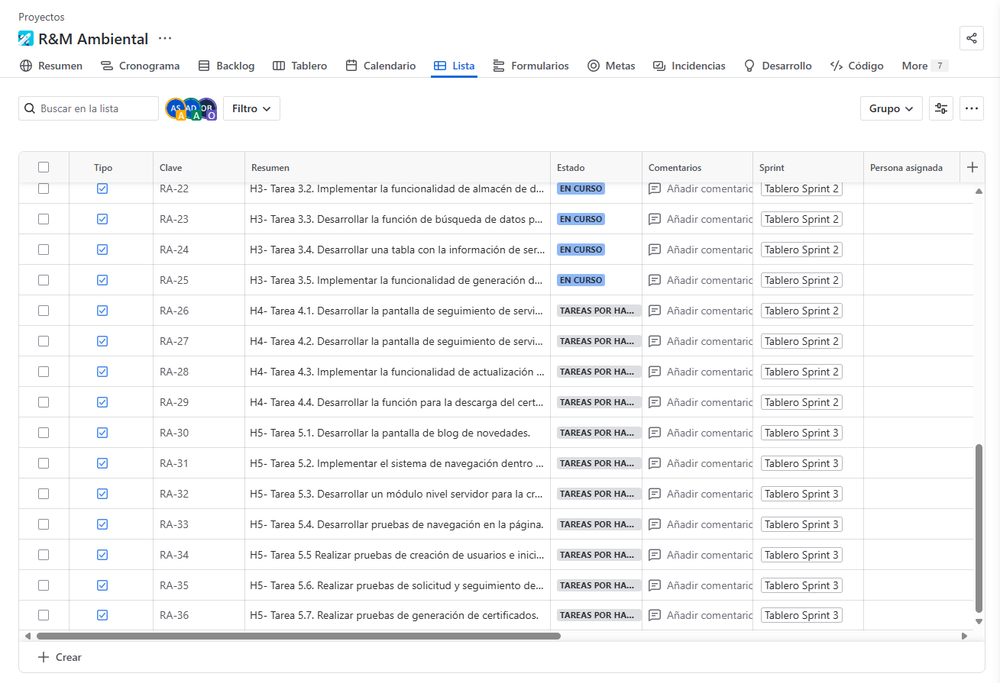 Proyectos
R&M Ambiental ···
Resumen Cronograma Backlog Tablero Calendario Lista Formularios Metas Incidencias Desarrollo Código More 7
Buscar en la lista AS A AD A OB O Filtro Grupo
Tipo Clave Resumen Estado Comentarios Sprint Persona asignada
RA-22 H3- Tarea 3.2. Implementar la funcionalidad de almacén de d... EN CURSO Añadir comentaric Tablero Sprint 2
RA-23 H3- Tarea 3.3. Desarrollar la función de búsqueda de datos p... EN CURSO Añadir comentaric Tablero Sprint 2
RA-24 H3- Tarea 3.4. Desarrollar una tabla con la información de ser... EN CURSO Añadir comentaric Tablero Sprint 2
RA-25 H3- Tarea 3.5. Implementar la funcionalidad de generación d... EN CURSO Añadir comentaric Tablero Sprint 2
RA-26 H4- Tarea 4.1. Desarrollar la pantalla de seguimiento de servi... TAREAS POR HA... Añadir comentaric Tablero Sprint 2
RA-27 H4- Tarea 4.2. Desarrollar la pantalla de seguimiento de servi... TAREAS POR HA... Añadir comentaric Tablero Sprint 2
RA-28 H4- Tarea 4.3. Implementar la funcionalidad de actualización ... TAREAS POR HA... Añadir comentaric Tablero Sprint 2
RA-29 H4- Tarea 4.4. Desarrollar la función para la descarga del cert... TAREAS POR HA... Añadir comentaric Tablero Sprint 2
RA-30 H5- Tarea 5.1. Desarrollar la pantalla de blog de novedades. TAREAS POR HA... Añadir comentaric Tablero Sprint 3
RA-31 H5- Tarea 5.2. Implementar el sistema de navegación dentro ... TAREAS POR HA... Añadir comentaric Tablero Sprint 3
RA-32 H5- Tarea 5.3. Desarrollar un módulo nivel servidor para la cr... TAREAS POR HA... Añadir comentaric Tablero Sprint 3
RA-33 H5- Tarea 5.4. Desarrollar pruebas de navegación en la página. TAREAS POR HA... Añadir comentaric Tablero Sprint 3
RA-34 H5- Tarea 5.5 Realizar pruebas de creación de usuarios e inici... TAREAS POR HA... Añadir comentaric Tablero Sprint 3
RA-35 H5- Tarea 5.6. Realizar pruebas de solicitud y seguimiento de... TAREAS POR HA... Añadir comentaric Tablero Sprint 3
RA-36 H5- Tarea 5.7. Realizar pruebas de generación de certificados. TAREAS POR HA... Añadir comentaric Tablero Sprint 3
Crear